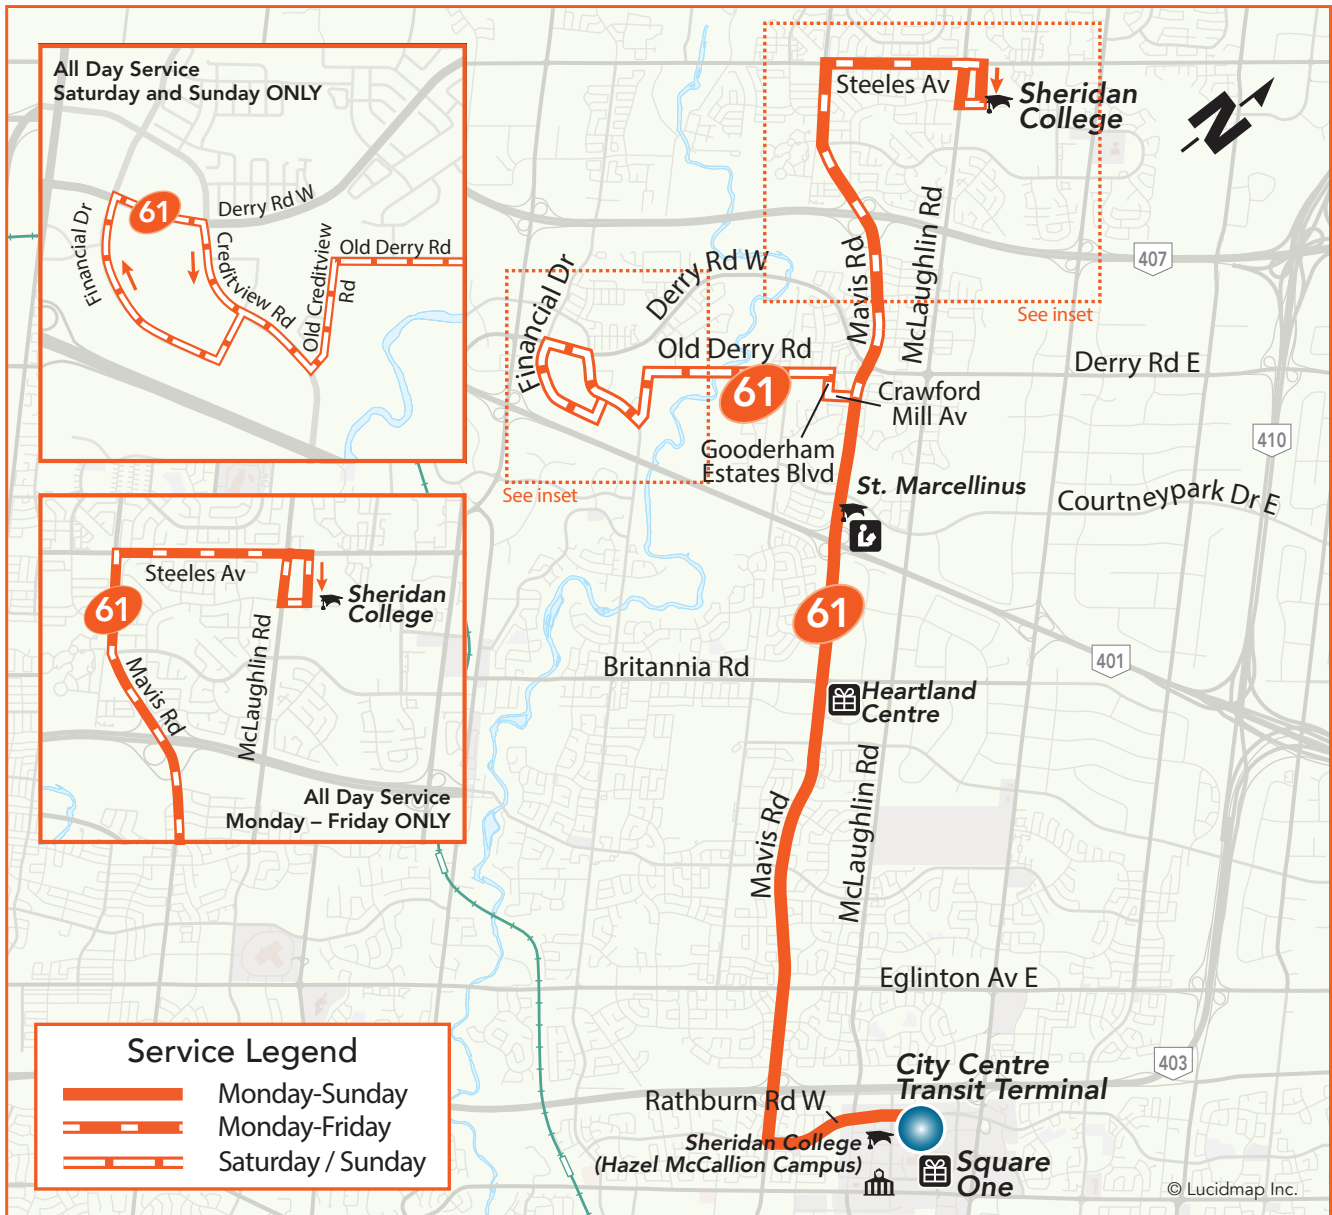 All Day Service
Saturday and Sunday ONLY
61
Derry Rd W
Financial Dr
Creditview Rd
Old Creditview
Rd
Old Derry Rd
Steeles Av
Sheridan
College
61
Mavis Rd
McLaughlin Rd
All Day Service
Monday – Friday ONLY
Steeles Av
Sheridan
College
N
McLaughlin Rd
407
Mavis Rd
See inset
Derry Rd W
Financial Dr
Old Derry Rd
Derry Rd E
61
Crawford
Mill Av
Gooderham
Estates Blvd
410
See inset
St. Marcellinus
Courtneypark Dr E
61
Britannia Rd
401
Heartland
Centre
Mavis Rd
McLaughlin Rd
Eglinton Av E
City Centre
Transit Terminal
403
Rathburn Rd W
Sheridan College
(Hazel McCallion Campus)
Square
One
Service Legend
Monday-Sunday
Monday-Friday
Saturday / Sunday
© Lucidmap Inc.